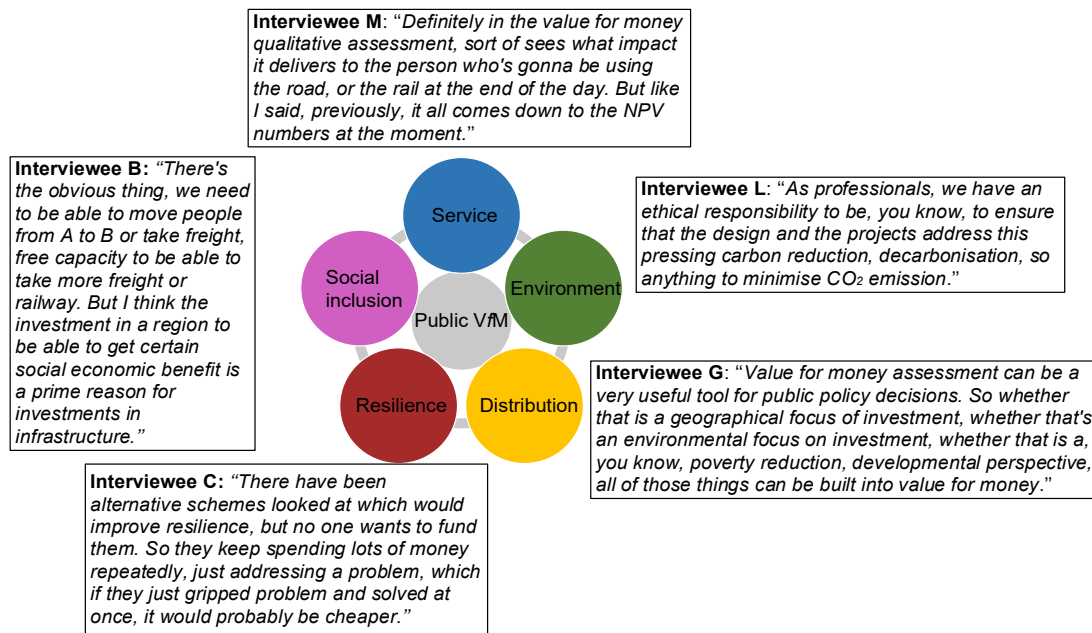 Interviewee M: “Definitely in the value for money
qualitative assessment, sort of sees what impact
it delivers to the person who's gonna be using
the road, or the rail at the end of the day. But like
I said, previously, it all comes down to the NPV
numbers at the moment.”
Interviewee B: “There's
the obvious thing, we need
to be able to move people
from A to B or take freight,
free capacity to be able to
take more freight or
railway. But I think the
investment in a region to
be able to get certain
social economic benefit is
a prime reason for
investments in
infrastructure.”
Service
Social
inclusion
Environment
Public VfM
Resilience
Distribution
Interviewee L: “As professionals, we have an
ethical responsibility to be, you know, to ensure
that the design and the projects address this
pressing carbon reduction, decarbonisation, so
anything to minimise CO₂ emission.”
Interviewee G: “Value for money assessment can be a
very useful tool for public policy decisions. So whether
that is a geographical focus of investment, whether that's
an environmental focus on investment, whether that is a,
you know, poverty reduction, developmental perspective,
all of those things can be built into value for money.”
Interviewee C: “There have been
alternative schemes looked at which would
improve resilience, but no one wants to fund
them. So they keep spending lots of money
repeatedly, just addressing a problem, which
if they just gripped problem and solved at
once, it would probably be cheaper.”